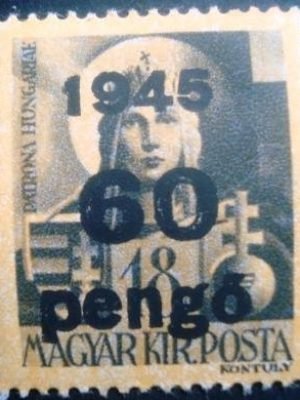 PATRONA HUNGARIAE
1945
60
18
pengő
MAGYAR KIR. POSTA
KONTULY